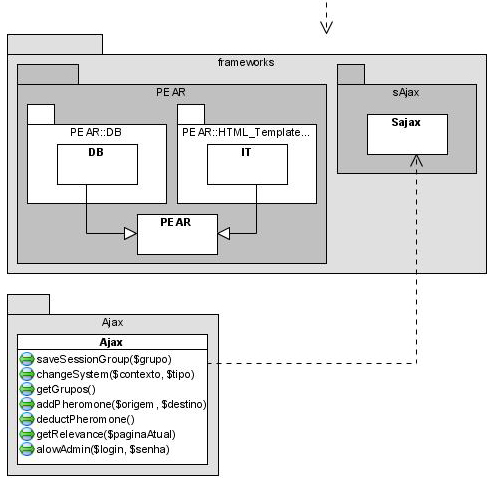 frameworks
PEAR
sAjax
PEAR::DB
PEAR::HTML_Template...
DB
IT
Sajax
PEAR
Ajax
Ajax
saveSessionGroup($grupo)
changeSystem($contexto, $tipo)
getGrupos()
addPheromone($origem , $destino)
deductPheromone()
getRelevance($paginaAtual)
alowAdmin($login, $senha)